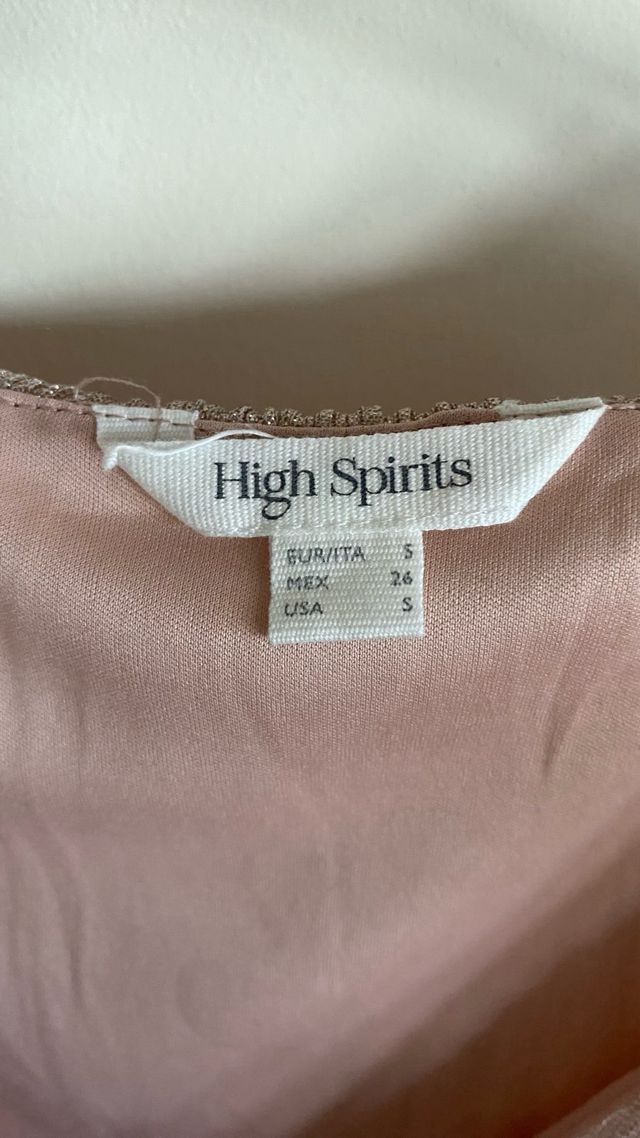 High Spirits
EUR/ITA S
MEX 26
USA S